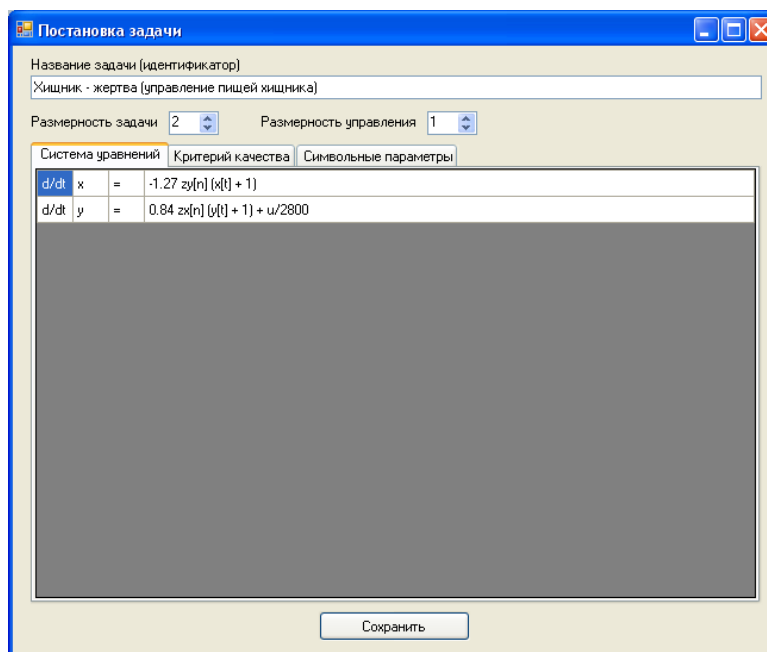 Постановка задачи
Название задачи (идентификатор)
Хищник - жертва (управление пищей хищника)
Размерность задачи 2 Размерность управления 1
Система уравнений Критерий качества Символьные параметры
d/dt x = -1.27 zy[n] (x[t] + 1)
d/dt y = 0.84 zx[n] (y[t] + 1) + u/2800
Сохранить